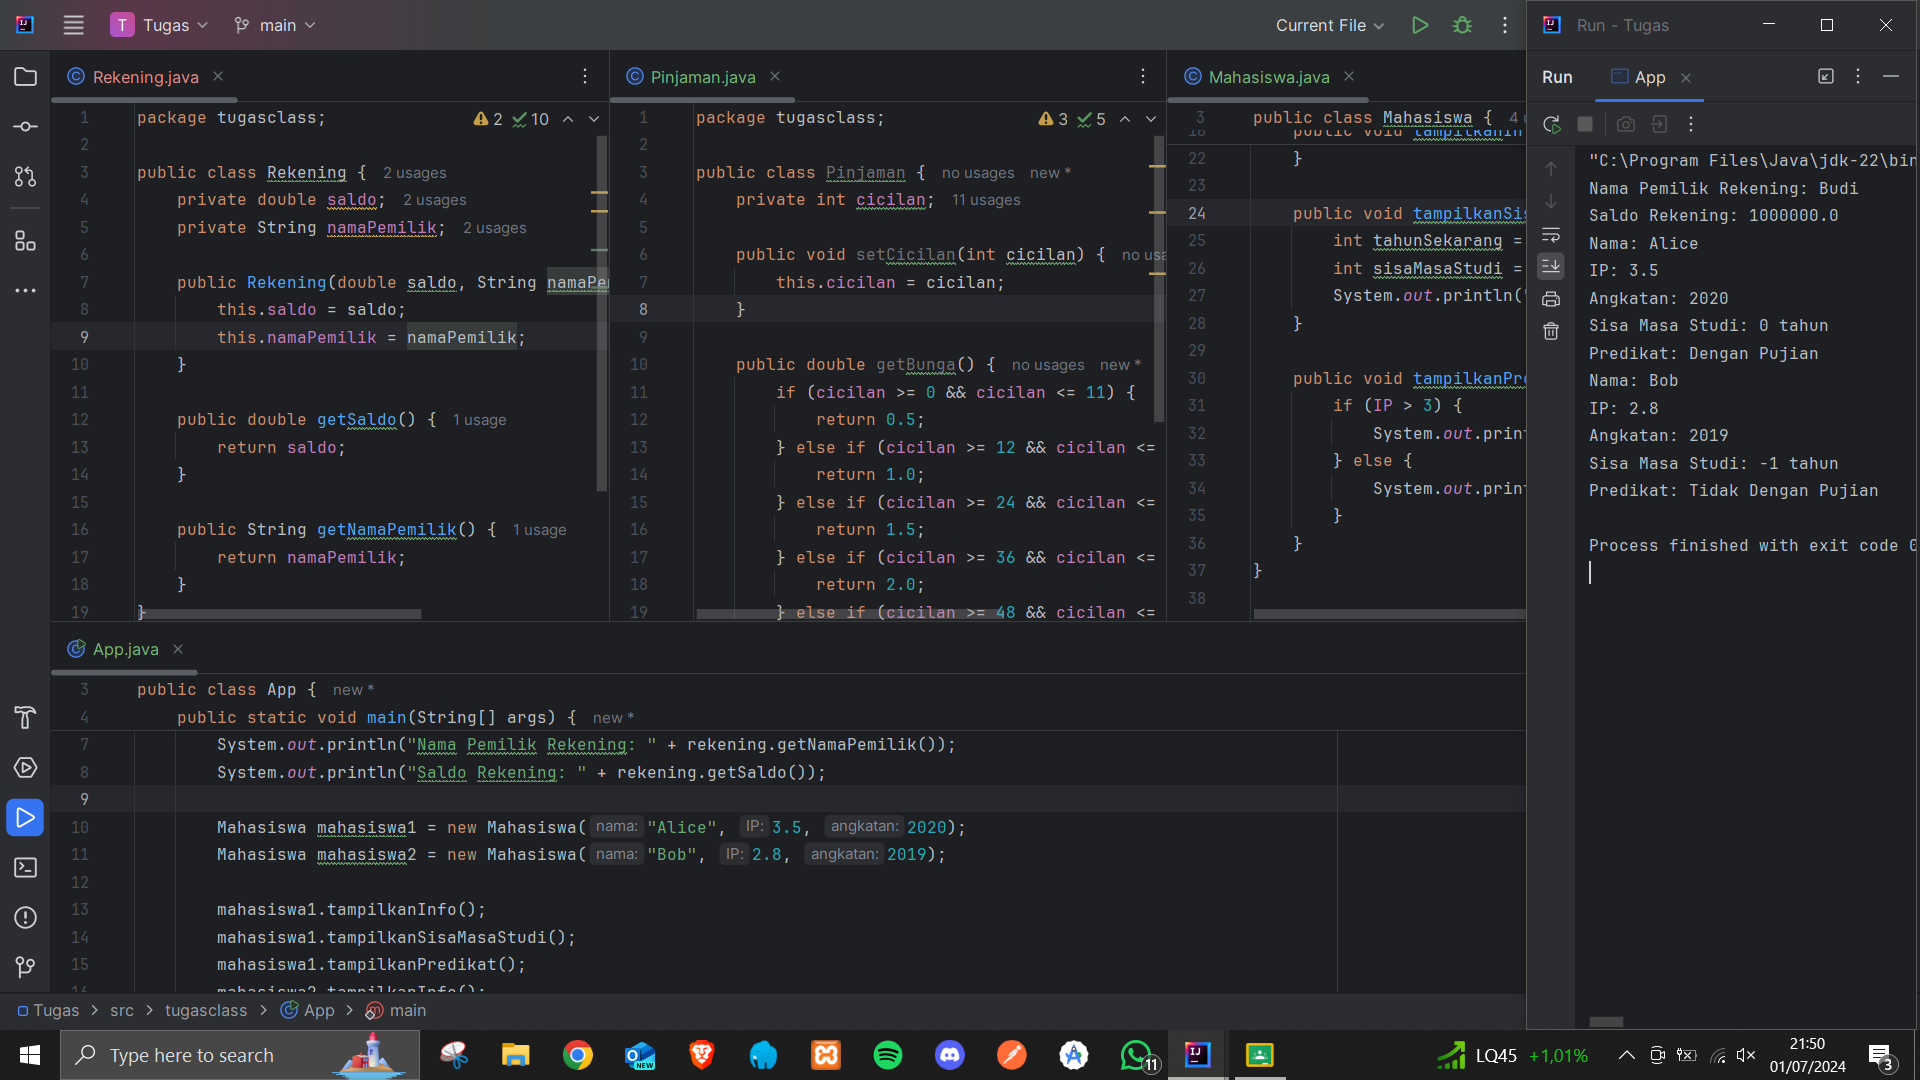 T Tugas main Current File
Run - Tugas
Rekening.java
Pinjaman.java
Mahasiswa.java
Run App
2 10
1 package tugasclass;
2
3 public class Rekening { 2 usages
4 private double saldo; 2 usages
5 private String namaPemilik; 2 usages
6
7 public Rekening(double saldo, String namaPe
8 this.saldo = saldo;
9 this.namaPemilik = namaPemilik;
10 }
11
12 public double getSaldo() { 1 usage
13 return saldo;
14 }
15
16 public String getNamaPemilik() { 1 usage
17 return namaPemilik;
18 }
19 }
3 5
1 package tugasclass;
2
3 public class Pinjaman { no usages new *
4 private int cicilan; 11 usages
5
6 public void setCicilan(int cicilan) { no usa
7 this.cicilan = cicilan;
8 }
9
10 public double getBunga() { no usages new *
11 if (cicilan >= 0 && cicilan <= 11) {
12 return 0.5;
13 } else if (cicilan >= 12 && cicilan <=
14 return 1.0;
15 } else if (cicilan >= 24 && cicilan <=
16 return 1.5;
17 } else if (cicilan >= 36 && cicilan <=
18 return 2.0;
19 } else if (cicilan >= 48 && cicilan <=
3 public class Mahasiswa { 4 u
18 public void tampilkanIn
22 }
23
24 public void tampilkanSis
25 int tahunSekarang =
26 int sisaMasaStudi =
27 System.out.println("
28 }
29
30 public void tampilkanPre
31 if (IP > 3) {
32 System.out.print
33 } else {
34 System.out.print
35 }
36 }
37 }
38
"C:\Program Files\Java\jdk-22\bin
Nama Pemilik Rekening: Budi
Saldo Rekening: 1000000.0
Nama: Alice
IP: 3.5
Angkatan: 2020
Sisa Masa Studi: 0 tahun
Predikat: Dengan Pujian
Nama: Bob
IP: 2.8
Angkatan: 2019
Sisa Masa Studi: -1 tahun
Predikat: Tidak Dengan Pujian
Process finished with exit code 0
App.java
3 public class App { new *
4 public static void main(String[] args) { new *
7 System.out.println("Nama Pemilik Rekening: " + rekening.getNamaPemilik());
8 System.out.println("Saldo Rekening: " + rekening.getSaldo());
9
10 Mahasiswa mahasiswa1 = new Mahasiswa( nama: "Alice", IP: 3.5, angkatan: 2020);
11 Mahasiswa mahasiswa2 = new Mahasiswa( nama: "Bob", IP: 2.8, angkatan: 2019);
12
13 mahasiswa1.tampilkanInfo();
14 mahasiswa1.tampilkanSisaMasaStudi();
15 mahasiswa1.tampilkanPredikat();
16 mahasiswa2.tampilkanInfo();
Tugas > src > tugasclass > App > main
Type here to search
NEW
11
LQ45 +1,01%
21:50
01/07/2024
3